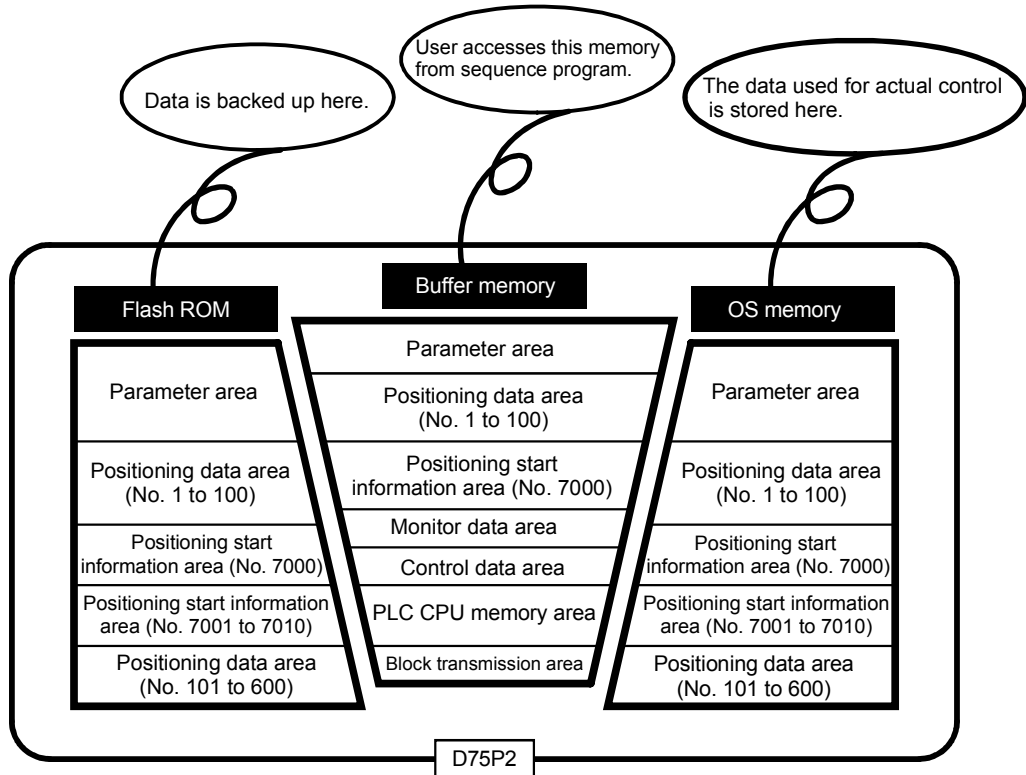 User accesses this memory
from sequence program.
Data is backed up here.
The data used for actual control
is stored here.
Flash ROM
Buffer memory
OS memory
Parameter area
Positioning data area
(No. 1 to 100)
Positioning start
information area (No. 7000)
Positioning start information
area (No. 7001 to 7010)
Positioning data area
(No. 101 to 600)
Parameter area
Positioning data area
(No. 1 to 100)
Positioning start
information area (No. 7000)
Monitor data area
Control data area
PLC CPU memory area
Block transmission area
Parameter area
Positioning data area
(No. 1 to 100)
Positioning start
information area (No. 7000)
Positioning start information
area (No. 7001 to 7010)
Positioning data area
(No. 101 to 600)
D75P2